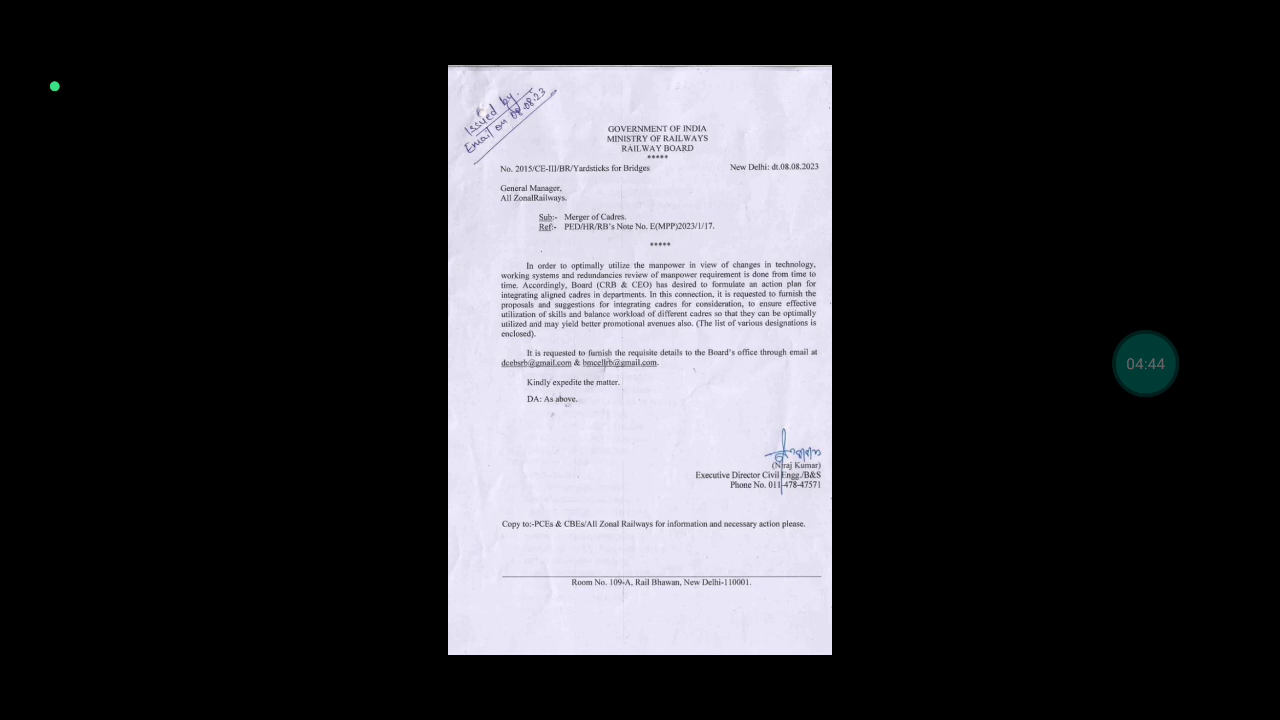 Issued by.
Email on 08.08.23
GOVERNMENT OF INDIA
MINISTRY OF RAILWAYS
RAILWAY BOARD
*****
No. 2015/CE-III/BR/Yardsticks for Bridges New Delhi: dt.08.08.2023
General Manager,
All ZonalRailways.
Sub:- Merger of Cadres.
Ref:- PED/HR/RB's Note No. E(MPP)2023/1/17.
*****
In order to optimally utilize the manpower in view of changes in technology,
working systems and redundancies review of manpower requirement is done from time to
time. Accordingly, Board (CRB & CEO) has desired to formulate an action plan for
integrating aligned cadres in departments. In this connection, it is requested to furnish the
proposals and suggestions for integrating cadres for consideration, to ensure effective
utilization of skills and balance workload of different cadres so that they can be optimally
utilized and may yield better promotional avenues also. (The list of various designations is
enclosed).
It is requested to furnish the requisite details to the Board's office through email at
dcebsrb@gmail.com & bmcellrb@gmail.com.
Kindly expedite the matter.
DA: As above.
(Niraj Kumar)
Executive Director Civil Engg./B&S
Phone No. 011-478-47571
Copy to:-PCEs & CBEs/All Zonal Railways for information and necessary action please.
Room No. 109-A, Rail Bhawan, New Delhi-110001.
04:44